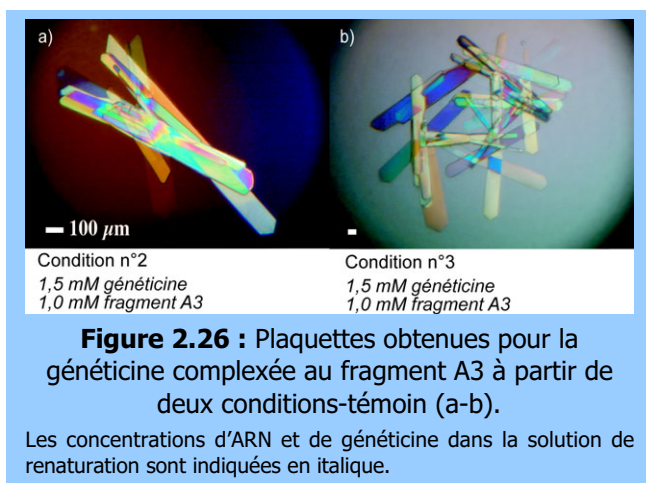 a)
b)
100 µm
Condition n°2
1,5 mM généticine
1,0 mM fragment A3
Condition n°3
1,5 mM généticine
1,0 mM fragment A3
Figure 2.26 : Plaquettes obtenues pour la
généticine complexée au fragment A3 à partir de
deux conditions-témoin (a-b).
Les concentrations d’ARN et de généticine dans la solution de
renaturation sont indiquées en italique.